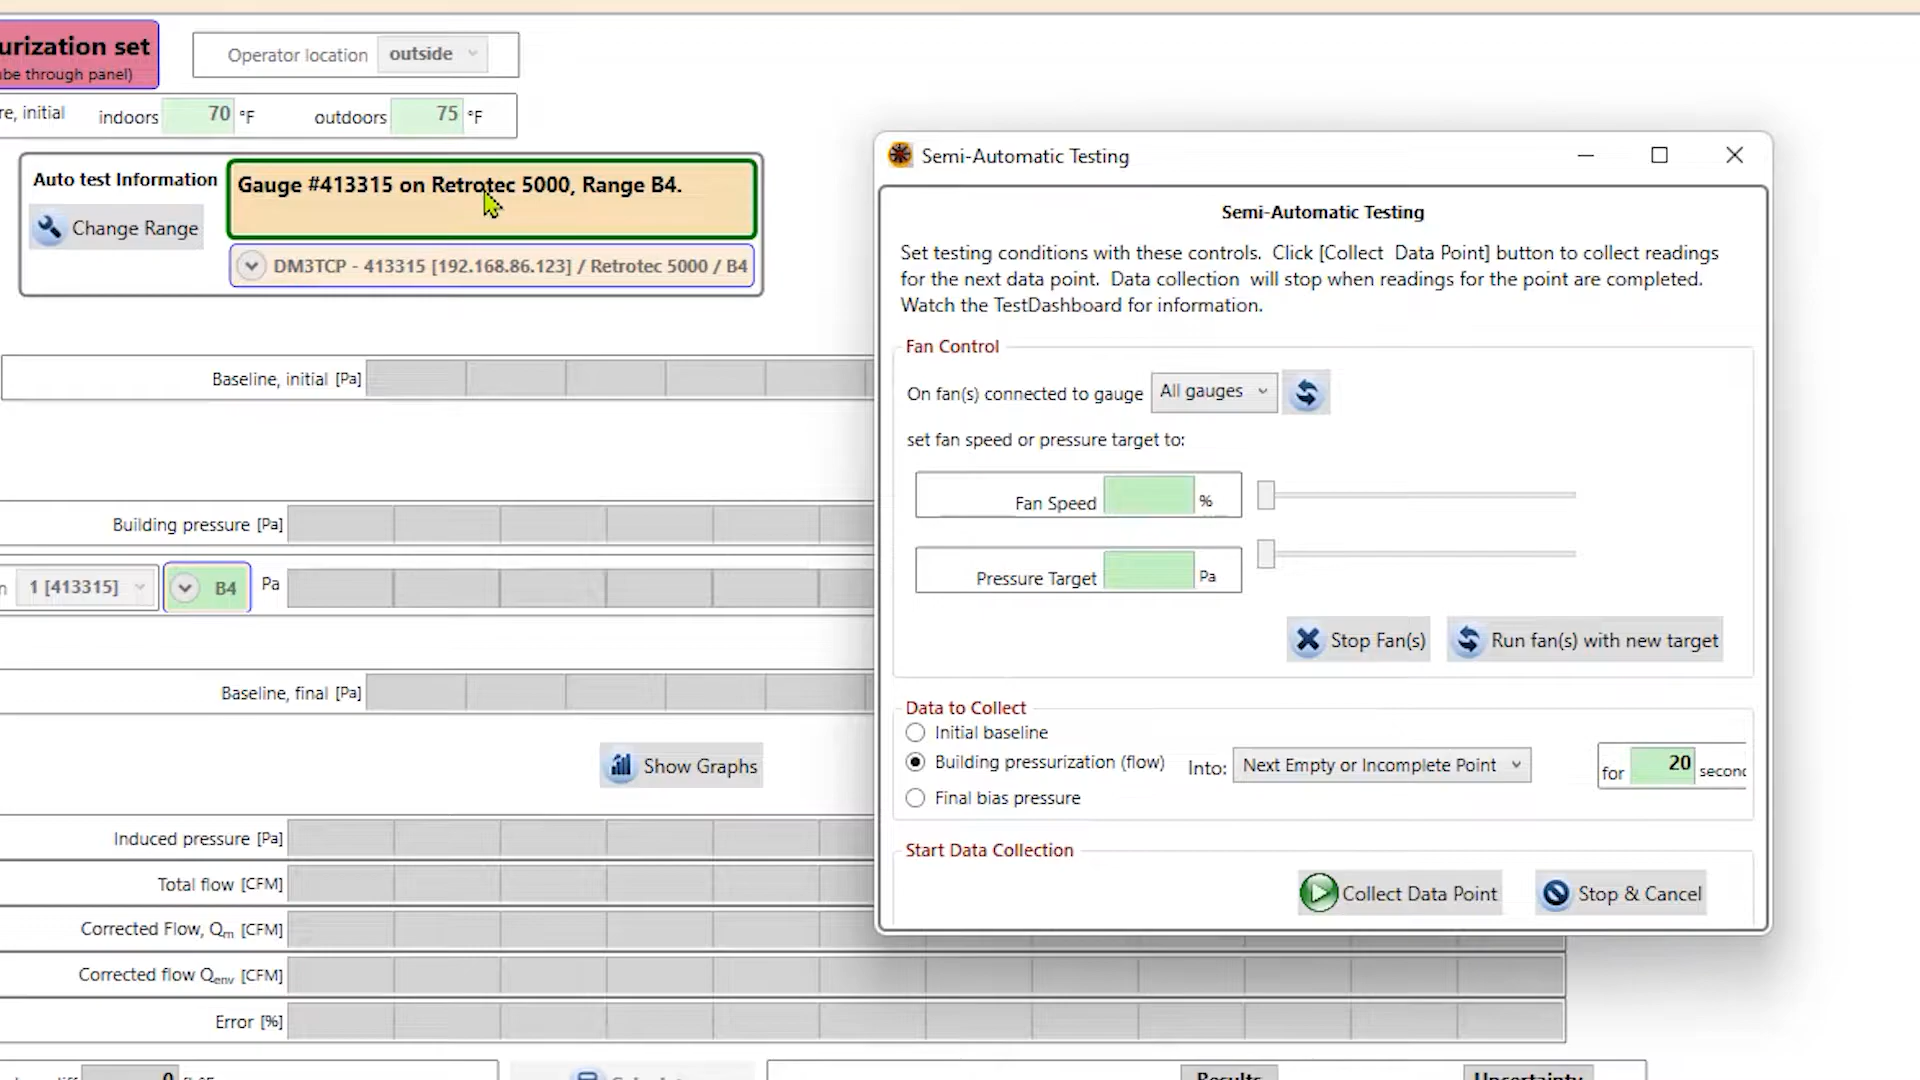 urization set
be through panel)
Operator location outside
re, initial indoors 70 °F outdoors 75 °F
Auto test Information
Gauge #413315 on Retrotec 5000, Range B4.
Change Range
DM3TCP - 413315 [192.168.86.123] / Retrotec 5000 / B4
Baseline, initial [Pa]
Building pressure [Pa]
n 1 [413315] B4 Pa
Baseline, final [Pa]
Show Graphs
Induced pressure [Pa]
Total flow [CFM]
Corrected Flow, Qm [CFM]
Corrected flow Qenv [CFM]
Error [%]
0
Results
Uncertainty
Semi-Automatic Testing
Semi-Automatic Testing
Set testing conditions with these controls. Click [Collect Data Point] button to collect readings
for the next data point. Data collection will stop when readings for the point are completed.
Watch the TestDashboard for information.
Fan Control
On fan(s) connected to gauge All gauges
set fan speed or pressure target to:
Fan Speed %
Pressure Target Pa
Stop Fan(s) Run fan(s) with new target
Data to Collect
Initial baseline
Building pressurization (flow) Into: Next Empty or Incomplete Point for 20 secon
Final bias pressure
Start Data Collection
Collect Data Point Stop & Cancel